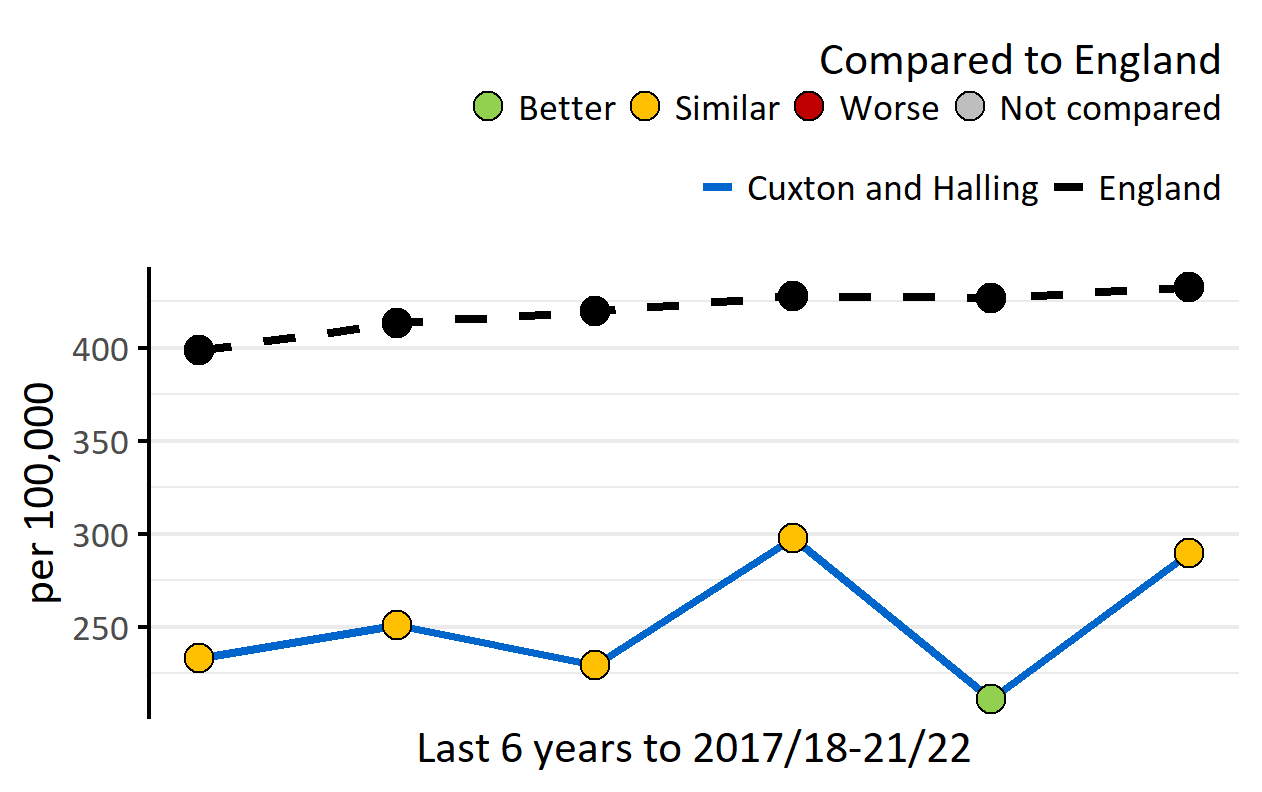 Compared to England
Better Similar Worse Not compared
Cuxton and Halling England
400
350
300
250
per 100,000
Last 6 years to 2017/18-21/22